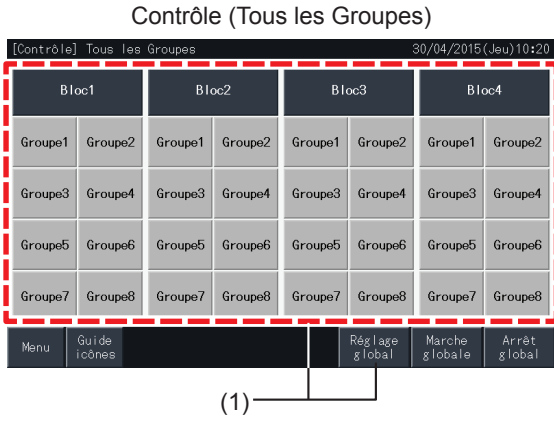 Contrôle (Tous les Groupes)
[Contrôle] Tous les Groupes 30/04/2015(Jeu)10:20
Bloc1 Bloc2 Bloc3 Bloc4
Groupe1 Groupe2 Groupe1 Groupe2 Groupe1 Groupe2 Groupe1 Groupe2
Groupe3 Groupe4 Groupe3 Groupe4 Groupe3 Groupe4 Groupe3 Groupe4
Groupe5 Groupe6 Groupe5 Groupe6 Groupe5 Groupe6 Groupe5 Groupe6
Groupe7 Groupe8 Groupe7 Groupe8 Groupe7 Groupe8 Groupe7 Groupe8
Menu Guide icônes Réglage global Marche globale Arrêt global
(1)